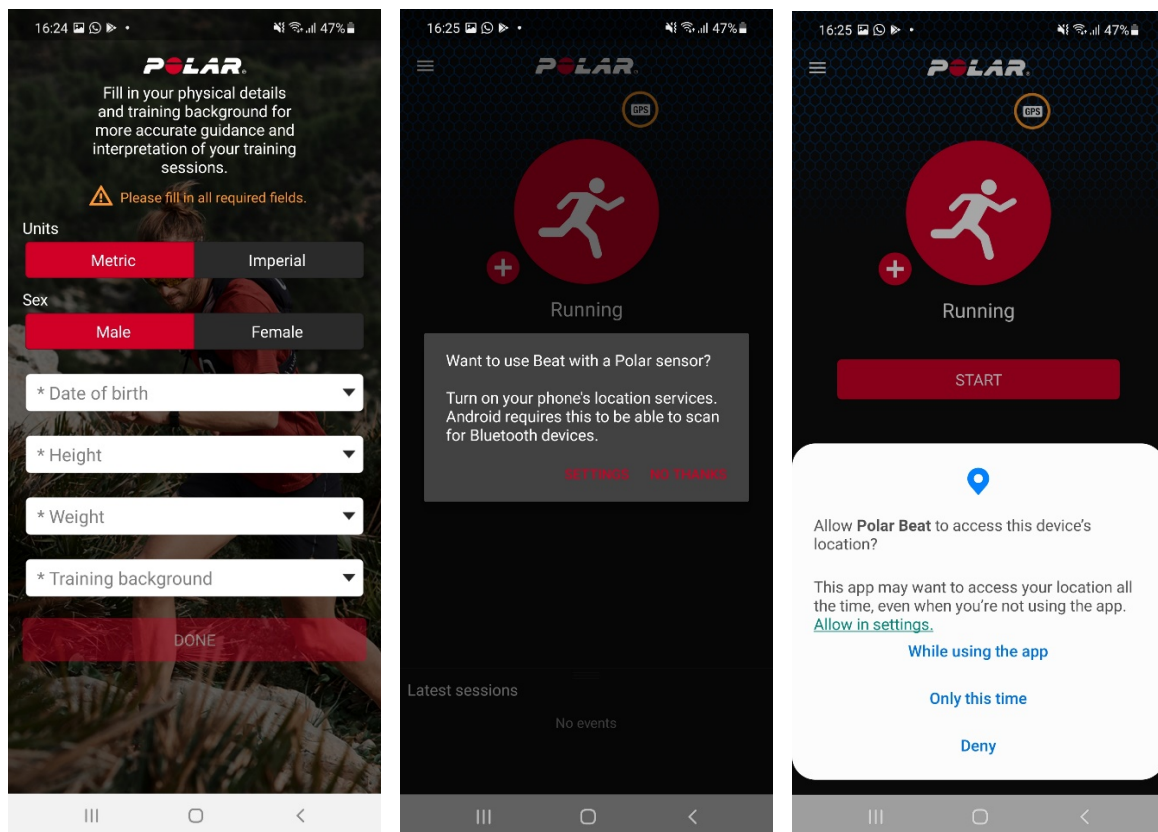 16:24
47%
POLAR
Fill in your physical details
and training background for
more accurate guidance and
interpretation of your training
sessions.
Please fill in all required fields.
Units
Metric Imperial
Sex
Male Female
* Date of birth
* Height
* Weight
* Training background
DONE
16:25
47%
POLAR
GPS
Running
Want to use Beat with a Polar sensor?
Turn on your phone's location services.
Android requires this to be able to scan
for Bluetooth devices.
SETTINGS NO THANKS
Latest sessions
No events
16:25
47%
POLAR
GPS
Running
START
Allow Polar Beat to access this device's
location?
This app may want to access your location all
the time, even when you're not using the app.
Allow in settings.
While using the app
Only this time
Deny